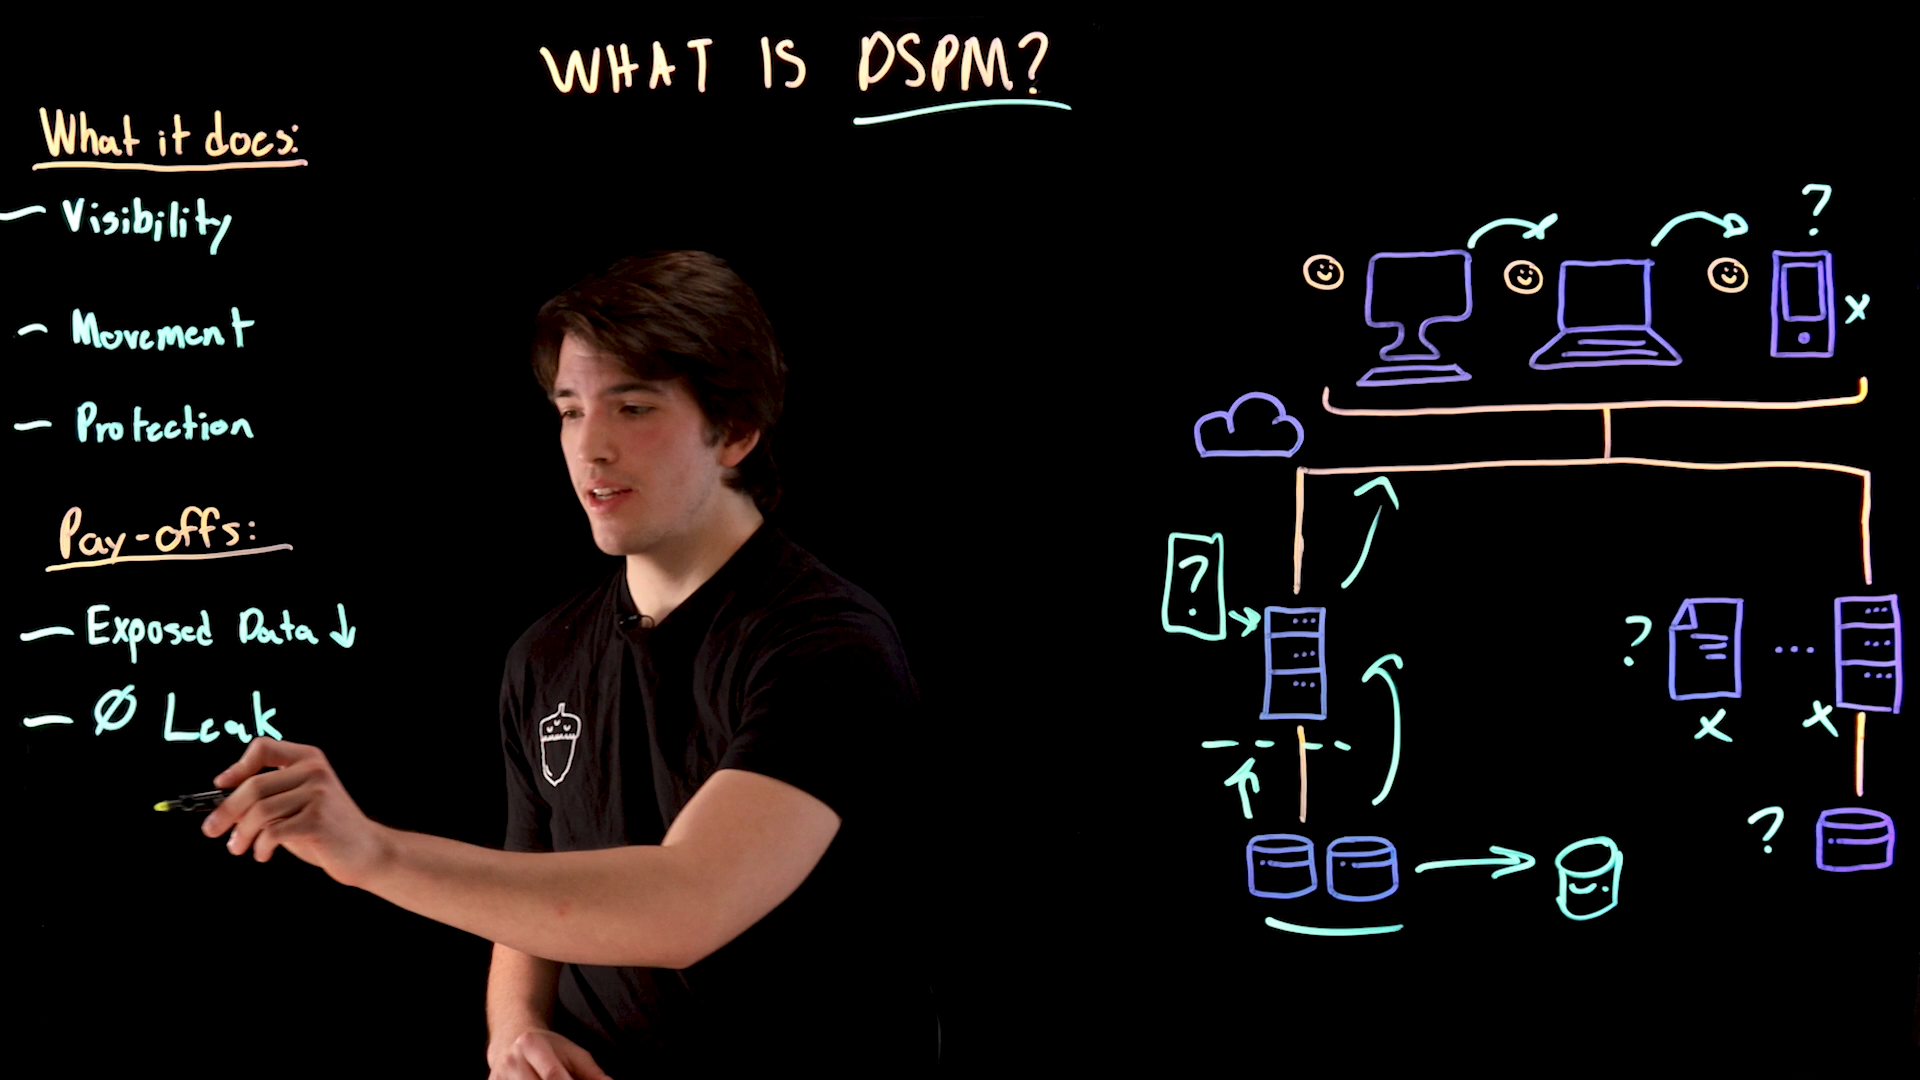 WHAT IS DSPM?
What it does:
- Visibility
- Movement
- Protection
Pay-offs:
- Exposed Data ↓
- Ø Leak
?
x
?
?
x
x
?